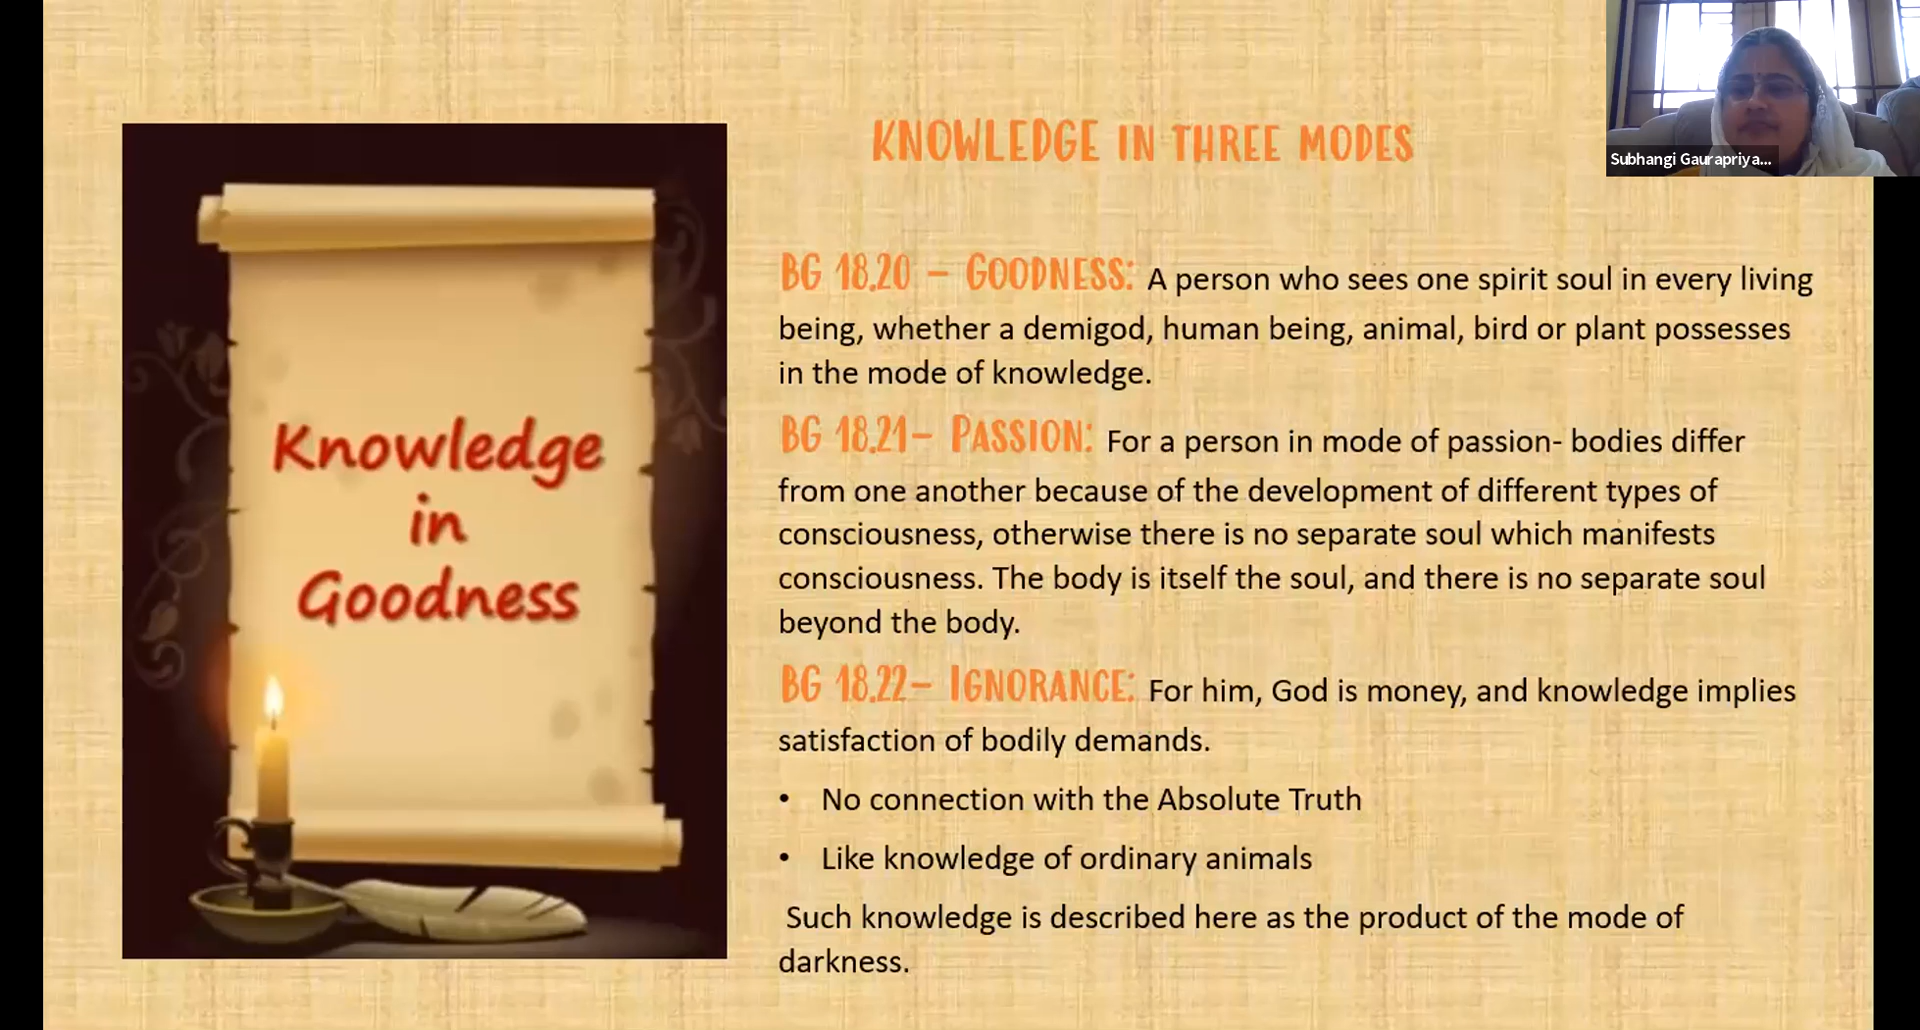 KNOWLEDGE IN THREE MODES
Subhangi Gaurapriya...
Knowledge
in
Goodness
BG 18.20 – GOODNESS: A person who sees one spirit soul in every living
being, whether a demigod, human being, animal, bird or plant possesses
in the mode of knowledge.
BG 18.21– PASSION: For a person in mode of passion- bodies differ
from one another because of the development of different types of
consciousness, otherwise there is no separate soul which manifests
consciousness. The body is itself the soul, and there is no separate soul
beyond the body.
BG 18.22– IGNORANCE: For him, God is money, and knowledge implies
satisfaction of bodily demands.
• No connection with the Absolute Truth
• Like knowledge of ordinary animals
Such knowledge is described here as the product of the mode of
darkness.